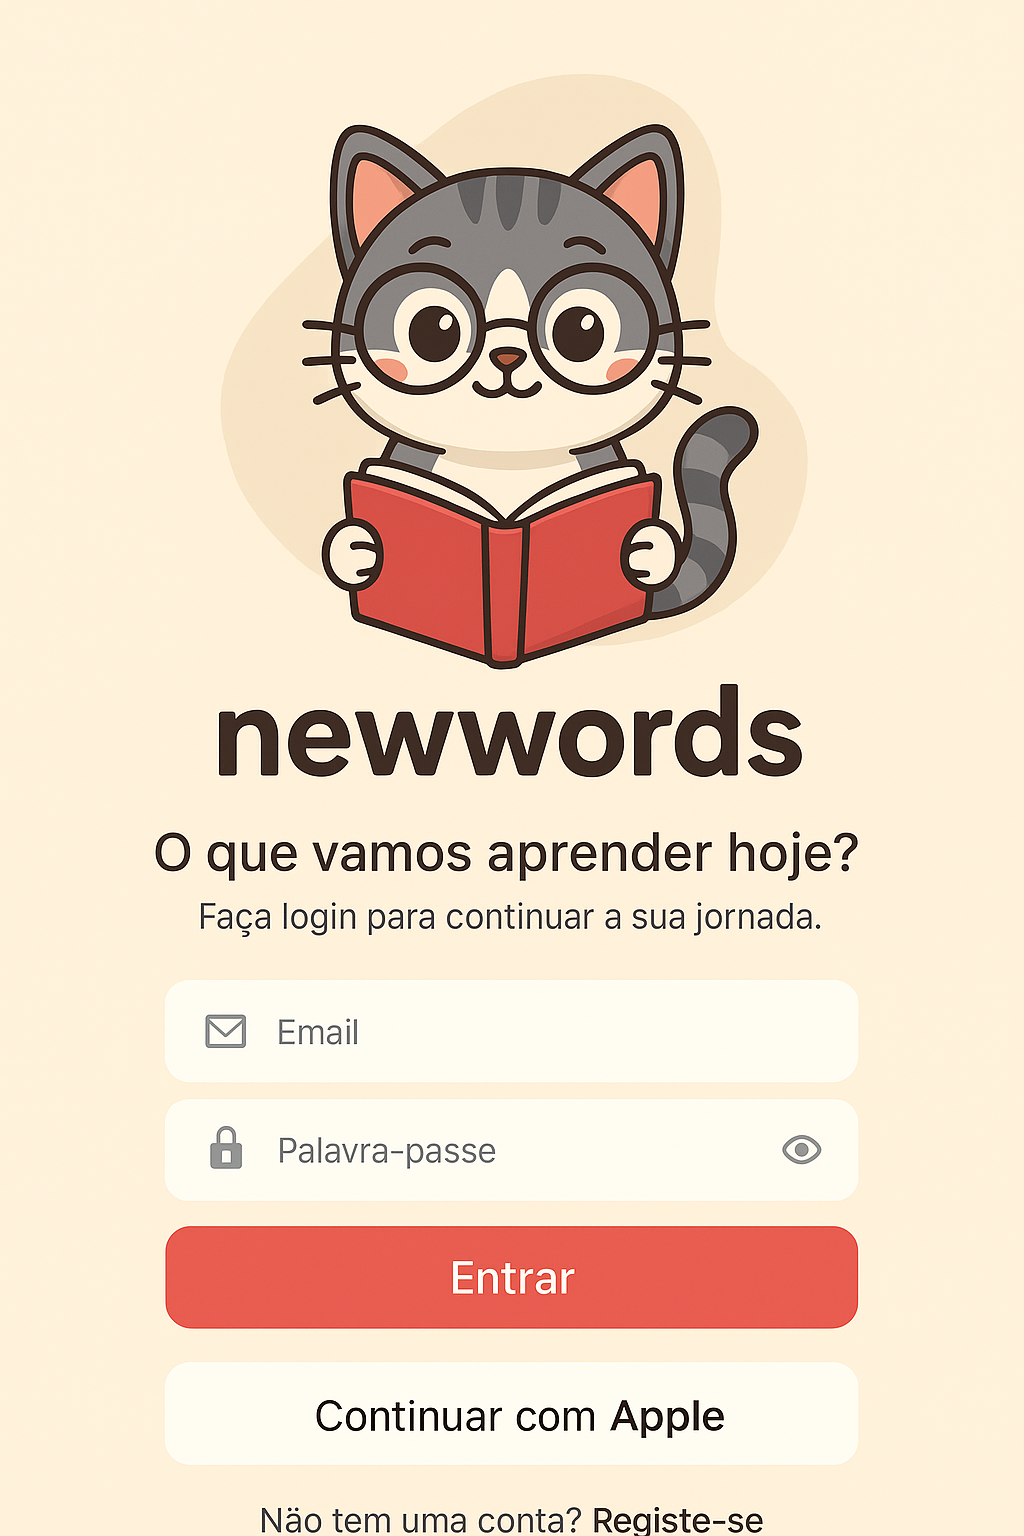 newwords
O que vamos aprender hoje?
Faça login para continuar a sua jornada.
Email
Palavra-passe
Entrar
Continuar com Apple
Näo tem uma conta? Registe-se